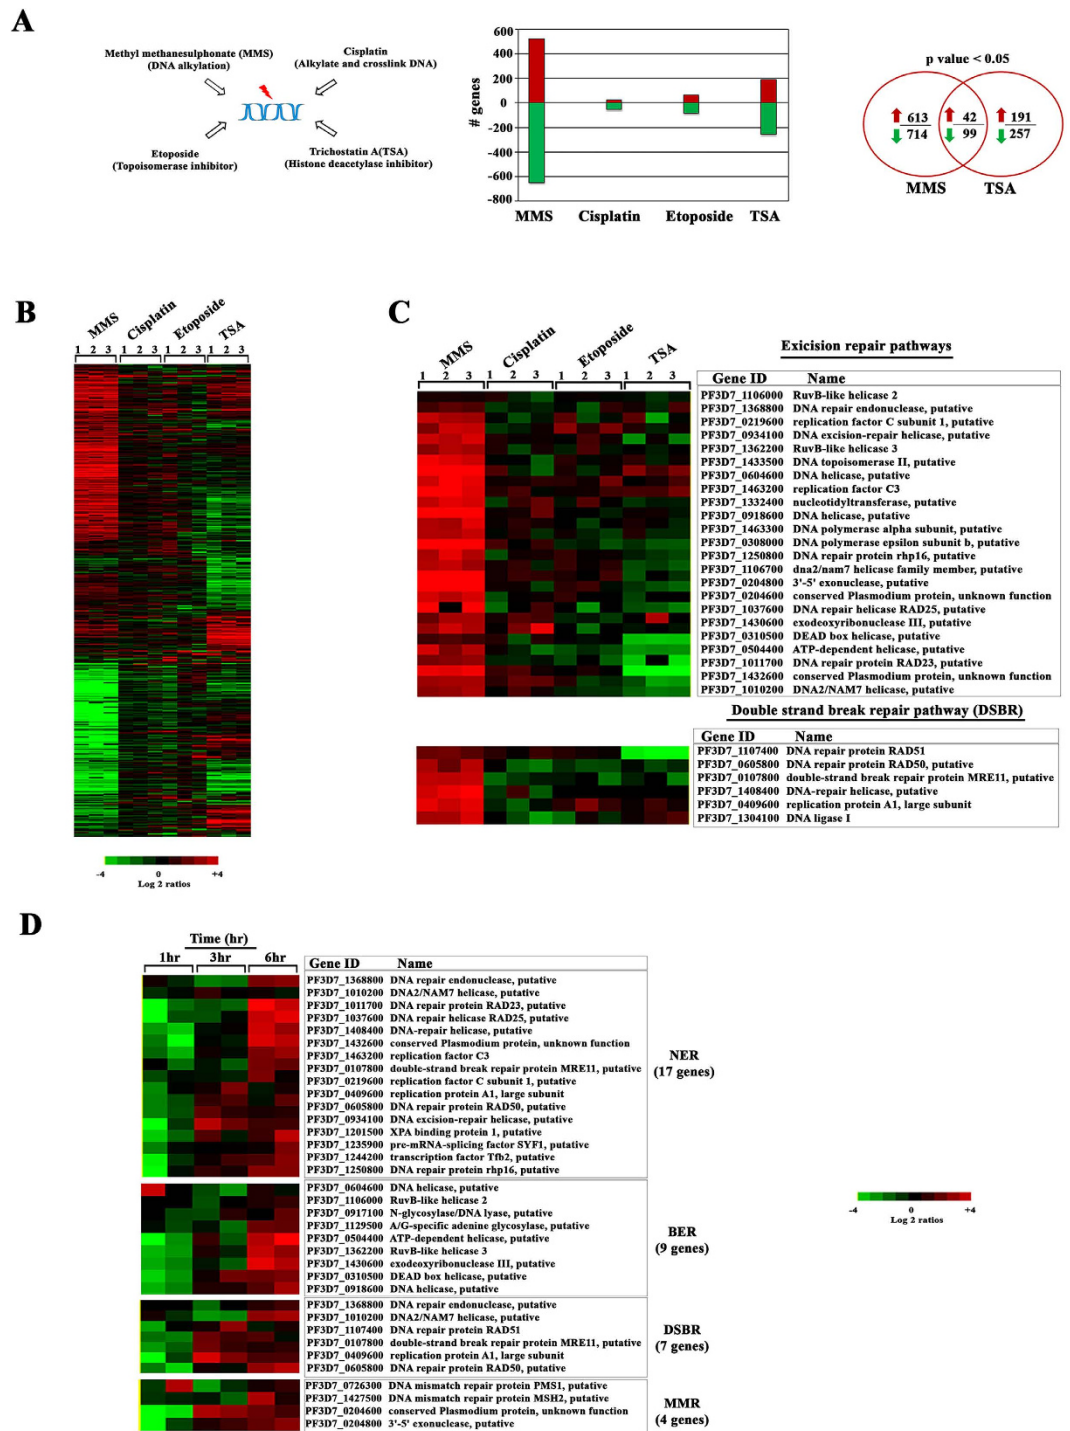 A
Methyl methanesulphonate (MMS)
(DNA alkylation)
Cisplatin
(Alkylate and crosslink DNA)
Etoposide
(Topoisomerase inhibitor)
Trichostatin A(TSA)
(Histone deacetylase inhibitor)
# genes
600
400
200
0
-200
-400
-600
-800
MMS Cisplatin Etoposide TSA
p value < 0.05
613 42 191
714 99 257
MMS TSA
B
MMS Cisplatin Etoposide TSA
1 2 3 1 2 3 1 2 3 1 2 3
-4 0 +4
Log 2 ratios
C
MMS Cisplatin Etoposide TSA
1 2 3 1 2 3 1 2 3 1 2 3
Exicision repair pathways
Gene ID Name
PF3D7_1106000 RuvB-like helicase 2
PF3D7_1368800 DNA repair endonuclease, putative
PF3D7_0219600 replication factor C subunit 1, putative
PF3D7_0934100 DNA excision-repair helicase, putative
PF3D7_1362200 RuvB-like helicase 3
PF3D7_1433500 DNA topoisomerase II, putative
PF3D7_0604600 DNA helicase, putative
PF3D7_1463200 replication factor C3
PF3D7_1332400 nucleotidyltransferase, putative
PF3D7_0918600 DNA helicase, putative
PF3D7_1463300 DNA polymerase alpha subunit, putative
PF3D7_0308000 DNA polymerase epsilon subunit b, putative
PF3D7_1250800 DNA repair protein rhp16, putative
PF3D7_1106700 dna2/nam7 helicase family member, putative
PF3D7_0204800 3'-5' exonuclease, putative
PF3D7_0204600 conserved Plasmodium protein, unknown function
PF3D7_1037600 DNA repair helicase RAD25, putative
PF3D7_1430600 exodeoxyribonuclease III, putative
PF3D7_0310500 DEAD box helicase, putative
PF3D7_0504400 ATP-dependent helicase, putative
PF3D7_1011700 DNA repair protein RAD23, putative
PF3D7_1432600 conserved Plasmodium protein, unknown function
PF3D7_1010200 DNA2/NAM7 helicase, putative
Double strand break repair pathway (DSBR)
Gene ID Name
PF3D7_1107400 DNA repair protein RAD51
PF3D7_0605800 DNA repair protein RAD50, putative
PF3D7_0107800 double-strand break repair protein MRE11, putative
PF3D7_1408400 DNA-repair helicase, putative
PF3D7_0409600 replication protein A1, large subunit
PF3D7_1304100 DNA ligase I
D
Time (hr)
1hr 3hr 6hr
Gene ID Name
PF3D7_1368800 DNA repair endonuclease, putative
PF3D7_1010200 DNA2/NAM7 helicase, putative
PF3D7_1011700 DNA repair protein RAD23, putative
PF3D7_1037600 DNA repair helicase RAD25, putative
PF3D7_1408400 DNA-repair helicase, putative
PF3D7_1432600 conserved Plasmodium protein, unknown function
PF3D7_1463200 replication factor C3
PF3D7_0107800 double-strand break repair protein MRE11, putative
PF3D7_0219600 replication factor C subunit 1, putative
PF3D7_0409600 replication protein A1, large subunit
PF3D7_0605800 DNA repair protein RAD50, putative
PF3D7_0934100 DNA excision-repair helicase, putative
PF3D7_1201500 XPA binding protein 1, putative
PF3D7_1235900 pre-mRNA-splicing factor SYF1, putative
PF3D7_1244200 transcription factor Tfb2, putative
PF3D7_1250800 DNA repair protein rhp16, putative
NER
(17 genes)
PF3D7_0604600 DNA helicase, putative
PF3D7_1106000 RuvB-like helicase 2
PF3D7_0917100 N-glycosylase/DNA lyase, putative
PF3D7_1129500 A/G-specific adenine glycosylase, putative
PF3D7_0504400 ATP-dependent helicase, putative
PF3D7_1362200 RuvB-like helicase 3
PF3D7_1430600 exodeoxyribonuclease III, putative
PF3D7_0310500 DEAD box helicase, putative
PF3D7_0918600 DNA helicase, putative
BER
(9 genes)
-4 0 +4
Log 2 ratios
PF3D7_1368800 DNA repair endonuclease, putative
PF3D7_1010200 DNA2/NAM7 helicase, putative
PF3D7_1107400 DNA repair protein RAD51
PF3D7_0107800 double-strand break repair protein MRE11, putative
PF3D7_0409600 replication protein A1, large subunit
PF3D7_0605800 DNA repair protein RAD50, putative
DSBR
(7 genes)
PF3D7_0726300 DNA mismatch repair protein PMS1, putative
PF3D7_1427500 DNA mismatch repair protein MSH2, putative
PF3D7_0204600 conserved Plasmodium protein, unknown function
PF3D7_0204800 3'-5' exonuclease, putative
MMR
(4 genes)